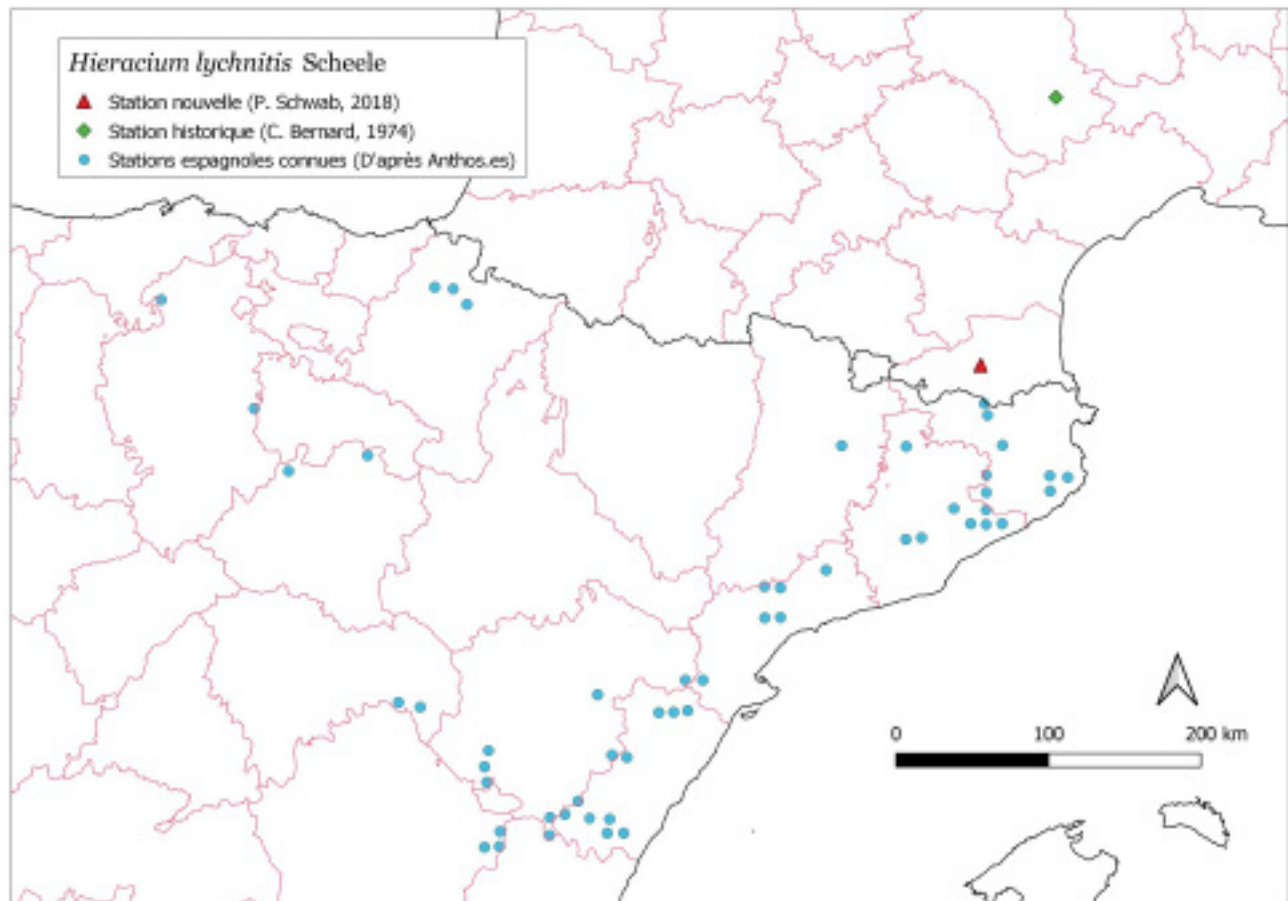 Hieracium lychnitis Scheele
Station nouvelle (P. Schwab, 2018)
Station historique (C. Bernard, 1974)
Stations espagnoles connues (D'après Anthos.es)
0 100 200 km